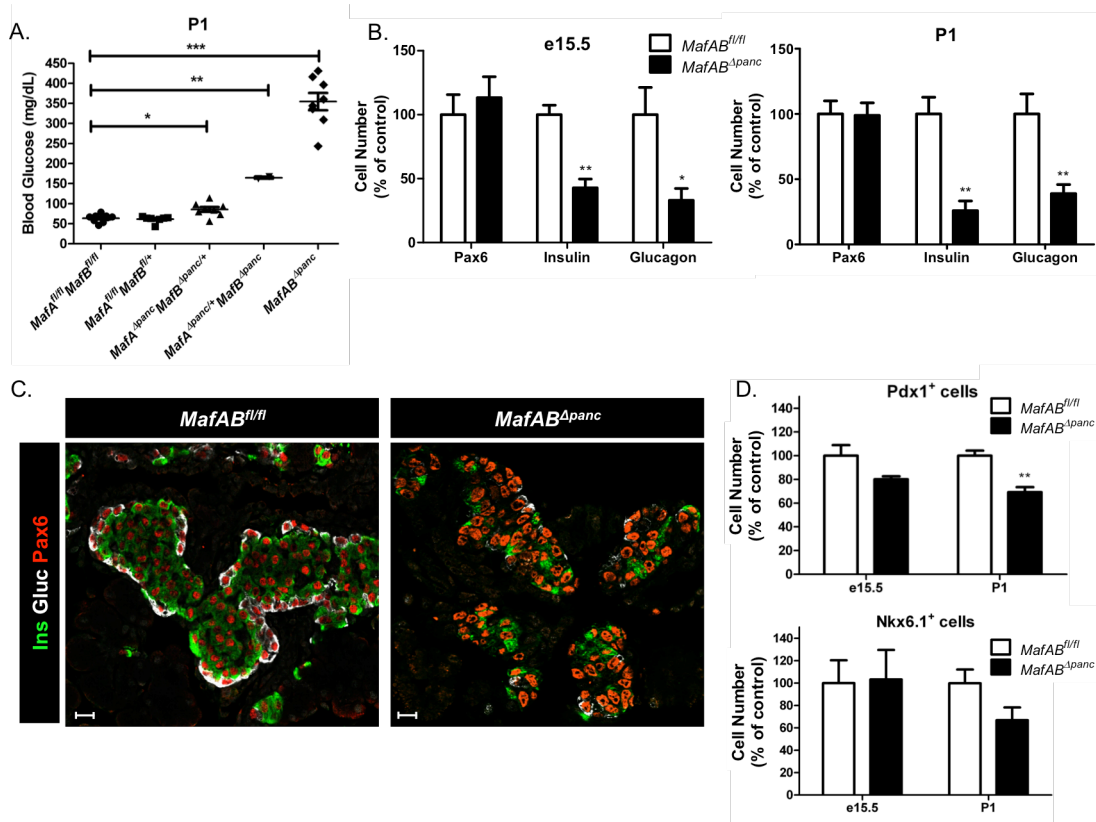 A.
P1
***
**
*
Blood Glucose (mg/dL)
450
400
350
300
250
200
150
100
50
0
MafA^fl/fl MafB^fl/fl
MafA^fl/fl MafB^fl/+
MafA^Δpanc MafB^Δpanc/+
MafA^Δpanc/+ MafB^Δpanc
MafAB^Δpanc
B.
e15.5
MafAB^fl/fl
MafAB^Δpanc
Cell Number
(% of control)
150
100
50
0
**
*
Pax6 Insulin Glucagon
P1
Cell Number
(% of control)
150
100
50
0
**
**
Pax6 Insulin Glucagon
C.
MafAB^fl/fl
MafAB^Δpanc
Ins Gluc Pax6
D.
Pdx1+ cells
MafAB^fl/fl
MafAB^Δpanc
Cell Number
(% of control)
140
120
100
80
60
40
20
0
**
e15.5 P1
Nkx6.1+ cells
MafAB^fl/fl
MafAB^Δpanc
Cell Number
(% of control)
140
120
100
80
60
40
20
0
e15.5 P1